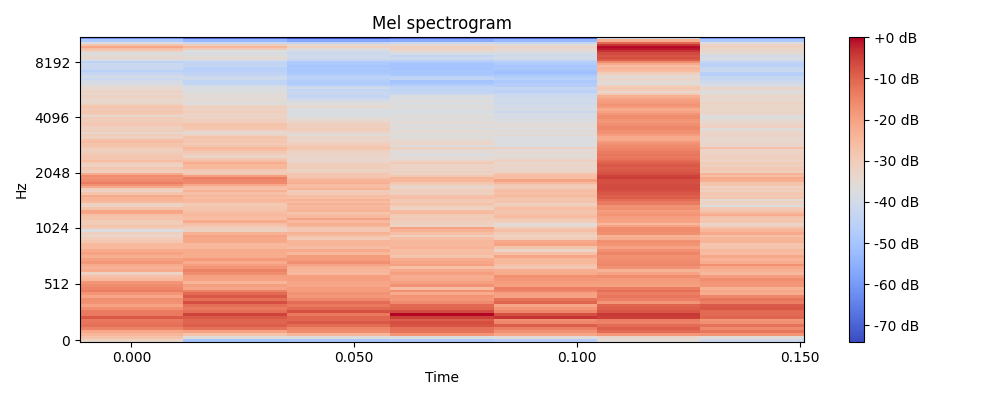 Mel spectrogram
Hz
8192
4096
2048
1024
512
0
0.000
0.050
0.100
0.150
Time
+0 dB
-10 dB
-20 dB
-30 dB
-40 dB
-50 dB
-60 dB
-70 dB